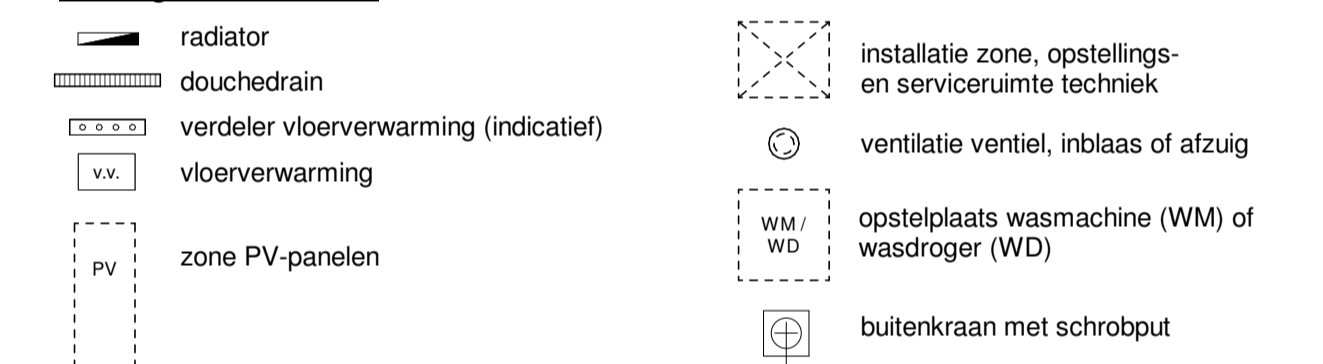 radiator
douchedrain
verdeler vloerverwarming (indicatief)
v.v.
vloerverwarming
PV
zone PV-panelen
installatie zone, opstellings-
en serviceruimte techniek
ventilatie ventiel, inblaas of afzuig
WM /
WD
opstelplaats wasmachine (WM) of
wasdroger (WD)
buitenkraan met schrobput